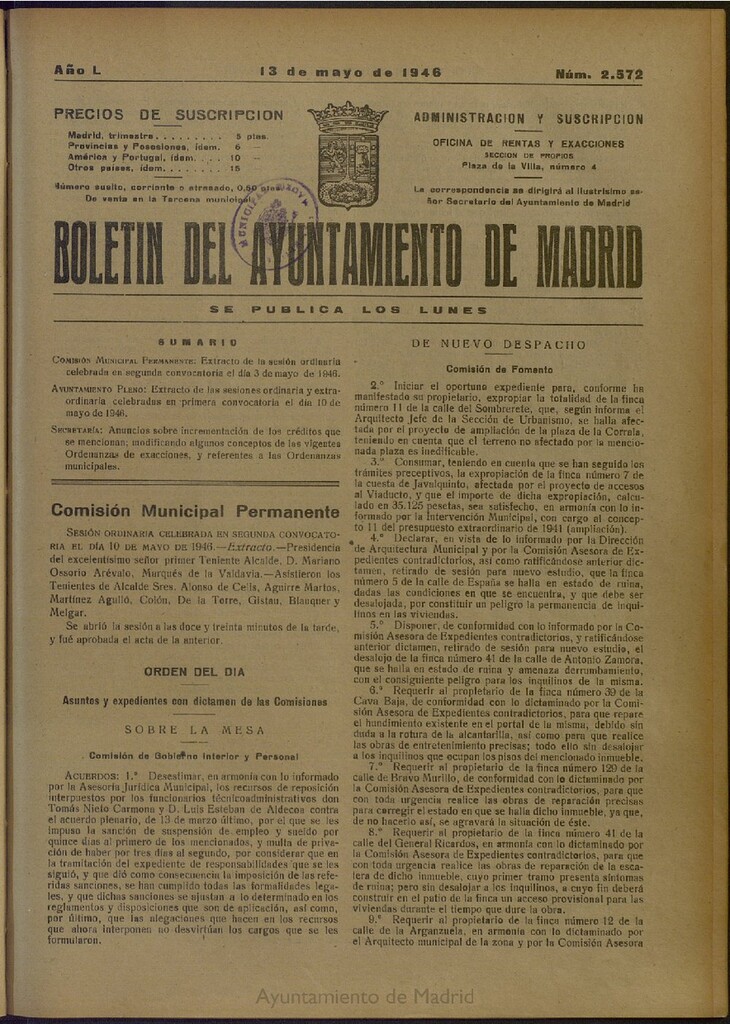 Año L
13 de mayo de 1946
Núm. 2.572
PRECIOS DE SUSCRIPCION
Madrid, trimestre . . . . . . . . . 5 ptas.
Provincias y Posesiones, ídem. 6 —
América y Portugal, ídem. . . . 10 —
Otros países, ídem. . . . . . . . 15
Número suelto, corriente o atrasado, 0,50 ptas.
De venta en la Tercena municipal
ADMINISTRACION Y SUSCRIPCION
OFICINA DE RENTAS Y EXACCIONES
SECCION DE PROPIOS
Plaza de la Villa, número 4
La correspondencia se dirigirá al ilustrísimo se-
ñor Secretario del Ayuntamiento de Madrid
BOLETIN DEL AYUNTAMIENTO DE MADRID
SE PUBLICA LOS LUNES
SUMARIO
COMISIÓN MUNICIPAL PERMANENTE: Extracto de la sesión ordinaria
celebrada en segunda convocatoria el día 3 de mayo de 1946.
AYUNTAMIENTO PLENO: Extracto de las sesiones ordinaria y extra-
ordinaria celebradas en primera convocatoria el día 10 de
mayo de 1946.
SECRETARÍA: Anuncios sobre incrementación de los créditos que
se mencionan; modificando algunos conceptos de las vigentes
Ordenanzas de exacciones, y referentes a las Ordenanzas
municipales.
Comisión Municipal Permanente
SESIÓN ORDINARIA CELEBRADA EN SEGUNDA CONVOCATO-
RIA EL DÍA 10 DE MAYO DE 1946.—Extracto.—Presidencia
del excelentísimo señor primer Teniente Alcalde, D. Mariano
Ossorio Arévalo, Marqués de la Valdavia.—Asistieron los
Tenientes de Alcalde Sres. Alonso de Celis, Aguirre Martos,
Martínez Agulló, Colón, De la Torre, Gistau, Blanquer y
Melgar.
Se abrió la sesión a las doce y treinta minutos de la tarde,
y fué aprobada el acta de la anterior.
ORDEN DEL DIA
Asuntos y expedientes con dictamen de las Comisiones
SOBRE LA MESA
Comisión de Gobierno Interior y Personal
ACUERDOS: 1.º Desestimar, en armonía con lo informado
por la Asesoría Jurídica Municipal, los recursos de reposición
interpuestos por los funcionarios técnicoadministrativos don
Tomás Nieto Carmona y D. Luis Esteban de Aldecoa contra
el acuerdo plenario, de 13 de marzo último, por el que se les
impuso la sanción de suspensión de empleo y sueldo por
quince días al primero de los mencionados, y multa de priva-
ción de haber por tres días al segundo, por considerar que en
la tramitación del expediente de responsabilidades que se les
siguió, y que dió como consecuencia la imposición de las refe-
ridas sanciones, se han cumplido todas las formalidades lega-
les, y que dichas sanciones se ajustan a lo determinado en los
reglamentos y disposiciones que son de aplicación, así como,
por último, que las alegaciones que hacen en los recursos
que ahora interponen no desvirtúan los cargos que se les
formularon.
DE NUEVO DESPACHO
Comisión de Fomento
2.º Iniciar el oportuno expediente para, conforme ha
manifestado su propietario, expropiar la totalidad de la finca
número 11 de la calle del Sombrerete, que, según informa el
Arquitecto Jefe de la Sección de Urbanismo, se halla afec-
tada por el proyecto de ampliación de la plaza de la Corrala,
teniendo en cuenta que el terreno no afectado por la mencio-
nada plaza es inedificable.
3.º Consumar, teniendo en cuenta que se han seguido los
trámites preceptivos, la expropiación de la finca número 7 de
la cuesta de Javalquinto, afectada por el proyecto de accesos
al Viaducto, y que el importe de dicha expropiación, calcu-
lado en 35.125 pesetas, sea satisfecho, en armonía con lo in-
formado por la Intervención Municipal, con cargo al concep-
to 11 del presupuesto extraordinario de 1941 (ampliación).
4.º Declarar, en vista de lo informado por la Dirección
de Arquitectura Municipal y por la Comisión Asesora de Ex-
pedientes contradictorios, así como ratificándose anterior dic-
tamen, retirado de sesión para nuevo estudio, que la finca
número 5 de la calle de España se halla en estado de ruina,
dadas las condiciones en que se encuentra, y que debe ser
desalojada, por constituir un peligro la permanencia de inqui-
linos en las viviendas.
5.º Disponer, de conformidad con lo informado por la Co-
misión Asesora de Expedientes contradictorios, y ratificándose
anterior dictamen, retirado de sesión para nuevo estudio, el
desalojo de la finca número 41 de la calle de Antonio Zamora,
que se halla en estado de ruina y amenaza derrumbamiento,
con el consiguiente peligro para los inquilinos de la misma.
6.º Requerir al propietario de la finca número 39 de la
Cava Baja, de conformidad con lo dictaminado por la Comi-
sión Asesora de Expedientes contradictorios, para que repare
el hundimiento existente en el portal de la misma, debido sin
duda a la rotura de la alcantarilla, así como para que realice
las obras de entretenimiento precisas; todo ello sin desalojar
a los inquilinos que ocupan los pisos del mencionado inmueble.
7.º Requerir al propietario de la finca número 129 de la
calle de Bravo Murillo, de conformidad con lo dictaminado por
la Comisión Asesora de Expedientes contradictorios, para que
con toda urgencia realice las obras de reparación precisas
para corregir el estado en que se halla dicho inmueble, ya que,
de no hacerlo así, se agravará la situación de éste.
8.º Requerir al propietario de la finca número 41 de la
calle del General Ricardos, en armonía con lo dictaminado por
la Comisión Asesora de Expedientes contradictorios, para que
con toda urgencia realice las obras de reparación de la esca-
lera de dicho inmueble, cuyo primer tramo presenta síntomas
de ruina; pero sin desalojar a los inquilinos, a cuyo fin deberá
construir en el patio de la finca un acceso provisional para las
viviendas durante el tiempo que dure la obra.
9.º Requerir al propietario de la finca número 12 de la
calle de la Arganzuela, en armonía con lo dictaminado por
el Arquitecto municipal de la zona y por la Comisión Asesora
Ayuntamiento de Madrid